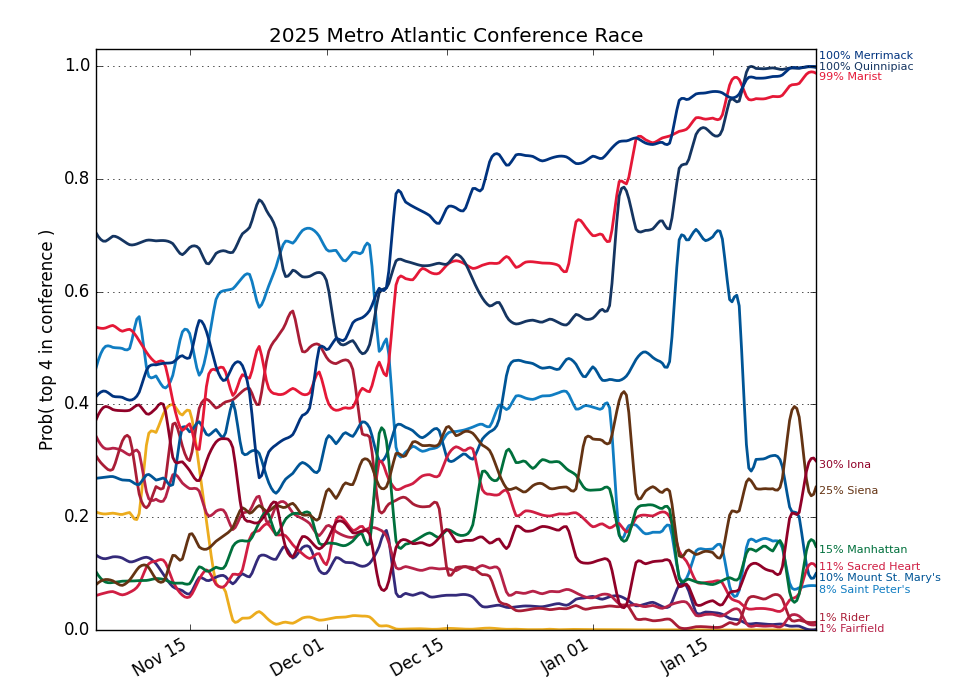 2025 Metro Atlantic Conference Race
Prob( top 4 in conference )
1.0
0.8
0.6
0.4
0.2
0.0
Nov 15
Dec 01
Dec 15
Jan 01
Jan 15
100% Merrimack
100% Quinnipiac
99% Marist
30% Iona
25% Siena
15% Manhattan
11% Sacred Heart
10% Mount St. Mary's
8% Saint Peter's
1% Rider
1% Fairfield